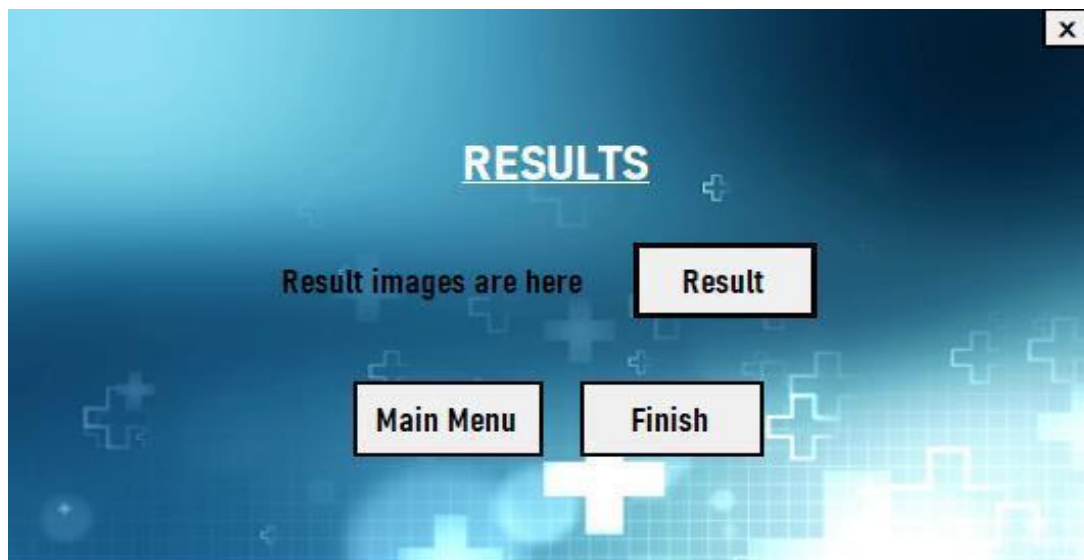 x
RESULTS
Result images are here
Result
Main Menu
Finish